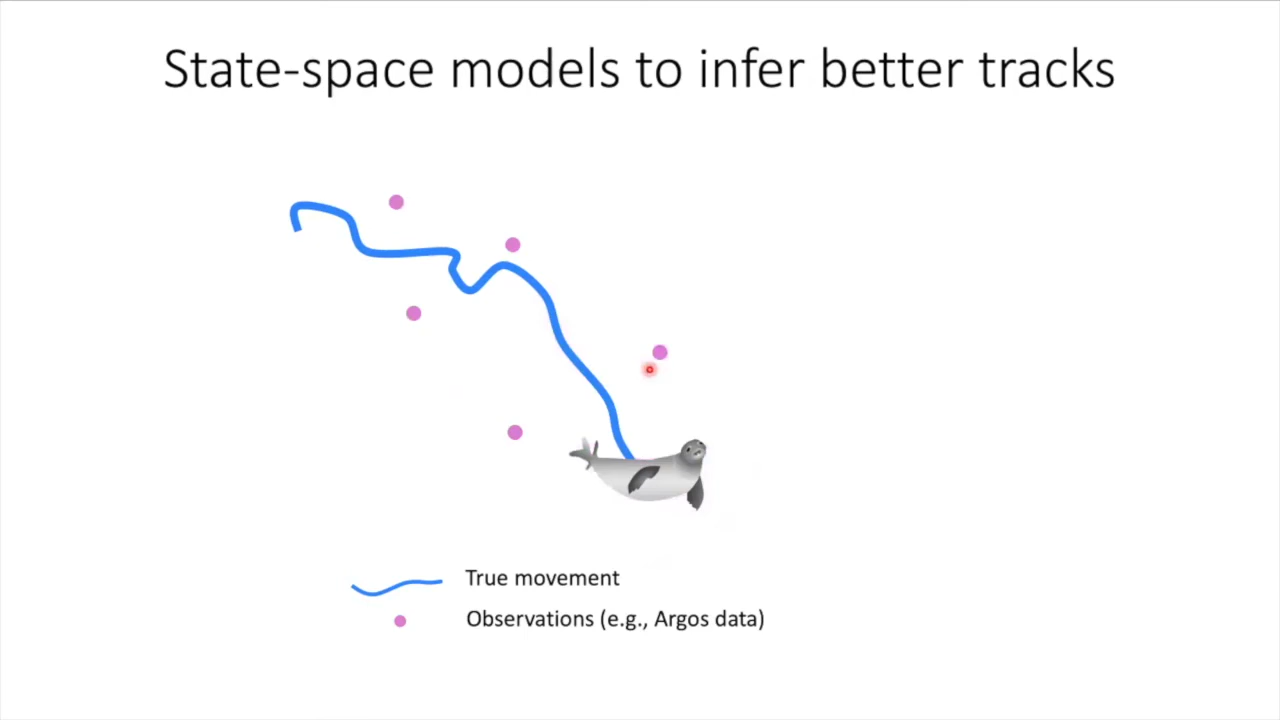 State-space models to infer better tracks
True movement
Observations (e.g., Argos data)